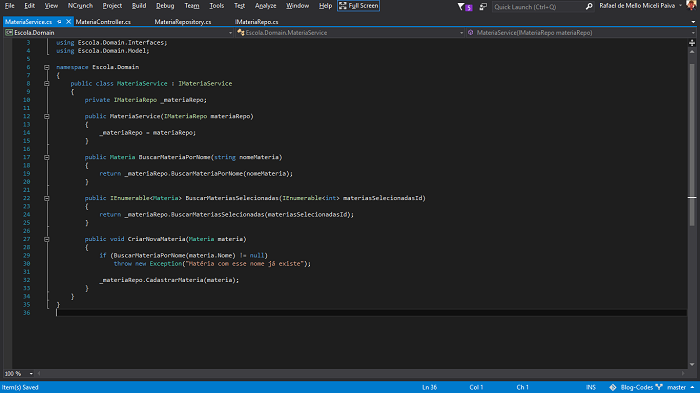 File Edit View NCrunch Project Build Debug Team Tools Test Analyze Window Help Full Screen 5 Quick Launch (Ctrl+Q) Rafael de Mello Miceli Paiva
MateriaService.cs MateriaController.cs MateriaRepository.cs IMateriaRepo.cs
Escola.Domain Escola.Domain.MateriaService MateriaService(IMateriaRepo materiaRepo)
3 using Escola.Domain.Interfaces;
4 using Escola.Domain.Model;
5
6 namespace Escola.Domain
7 {
8 public class MateriaService : IMateriaService
9 {
10 private IMateriaRepo _materiaRepo;
11
12 public MateriaService(IMateriaRepo materiaRepo)
13 {
14 _materiaRepo = materiaRepo;
15 }
16
17 public Materia BuscarMateriaPorNome(string nomeMateria)
18 {
19 return _materiaRepo.BuscarMateriaPorNome(nomeMateria);
20 }
21
22 public IEnumerable<Materia> BuscarMateriasSelecionadas(IEnumerable<int> materiasSelecionadasId)
23 {
24 return _materiaRepo.BuscarMateriasSelecionadas(materiasSelecionadasId);
25 }
26
27 public void CriarNovaMateria(Materia materia)
28 {
29 if (BuscarMateriaPorNome(materia.Nome) != null)
30 throw new Exception("Matéria com esse nome já existe");
31
32 _materiaRepo.CadastrarMateria(materia);
33 }
34 }
35 }
36
100 %
Item(s) Saved Ln 36 Col 1 Ch 1 INS Blog-Codes master